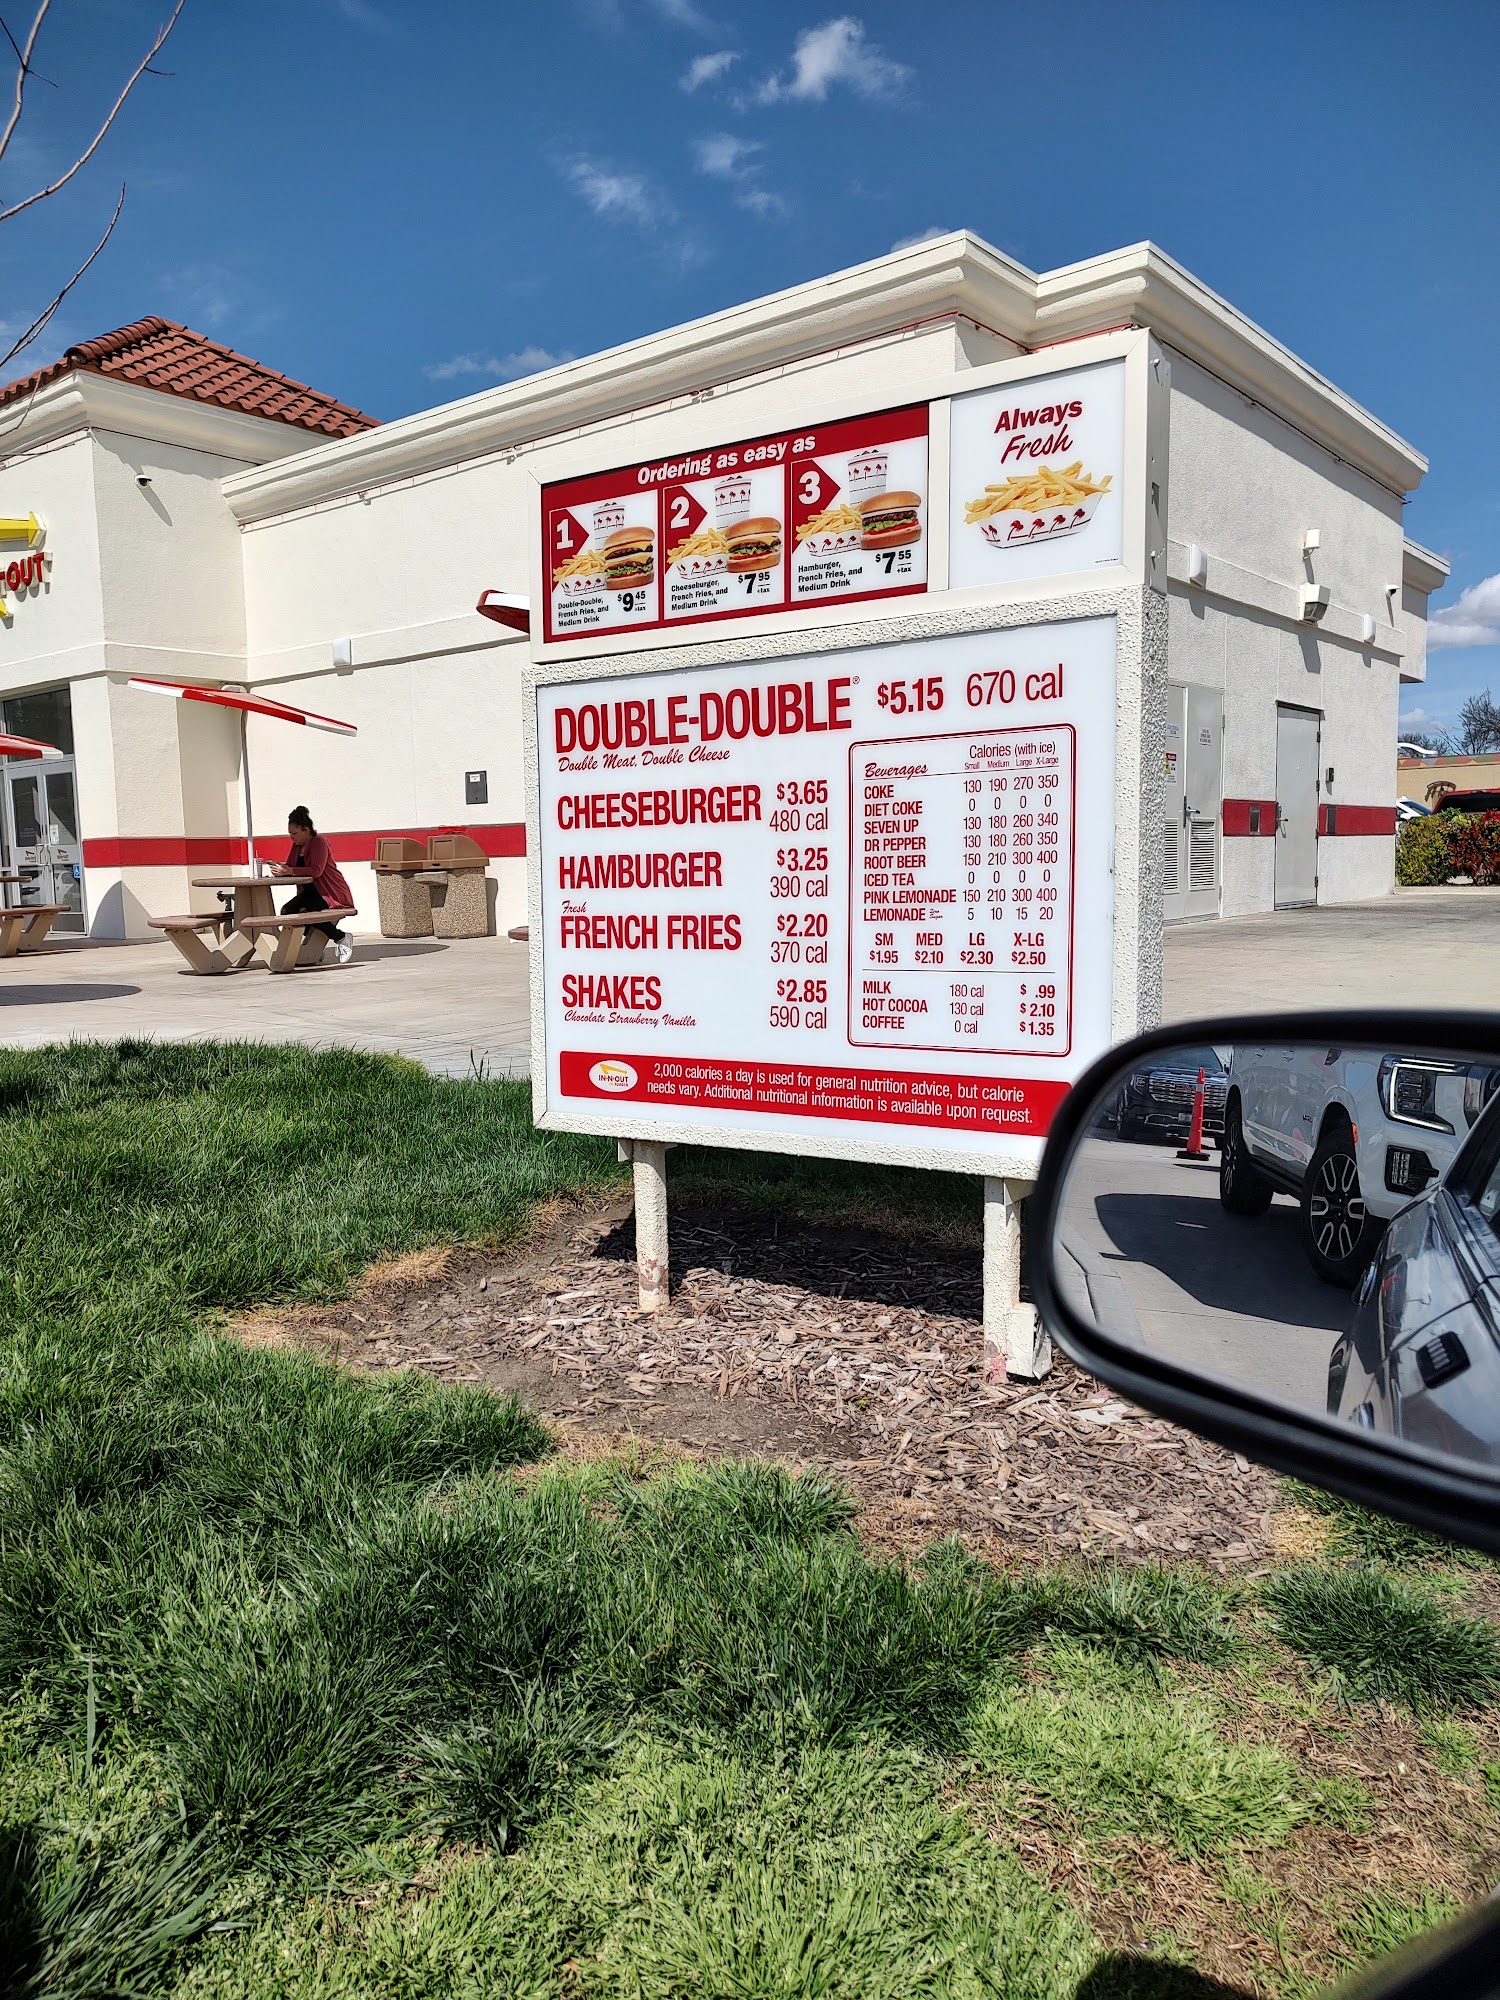 -OUT
Ordering as easy as
1
Double-Double,
French Fries, and
Medium Drink
$9 45
+tax
2
Cheeseburger,
French Fries, and
Medium Drink
$7 95
+tax
3
Hamburger,
French Fries, and
Medium Drink
$7 55
+tax
Always
Fresh
DOUBLE-DOUBLE® $5.15 670 cal
Double Meat, Double Cheese
CHEESEBURGER $3.65
480 cal
HAMBURGER $3.25
390 cal
Fresh
FRENCH FRIES $2.20
370 cal
SHAKES $2.85
Chocolate Strawberry Vanilla 590 cal
Calories (with ice)
Beverages Small Medium Large X-Large
COKE 130 190 270 350
DIET COKE 0 0 0 0
SEVEN UP 130 180 260 340
DR PEPPER 130 180 260 350
ROOT BEER 150 210 300 400
ICED TEA 0 0 0 0
PINK LEMONADE 150 210 300 400
LEMONADE 5 10 15 20
SM MED LG X-LG
$1.95 $2.10 $2.30 $2.50
MILK 180 cal $ .99
HOT COCOA 130 cal $ 2.10
COFFEE 0 cal $ 1.35
IN-N-OUT
BURGER
2,000 calories a day is used for general nutrition advice, but calorie
needs vary. Additional nutritional information is available upon request.